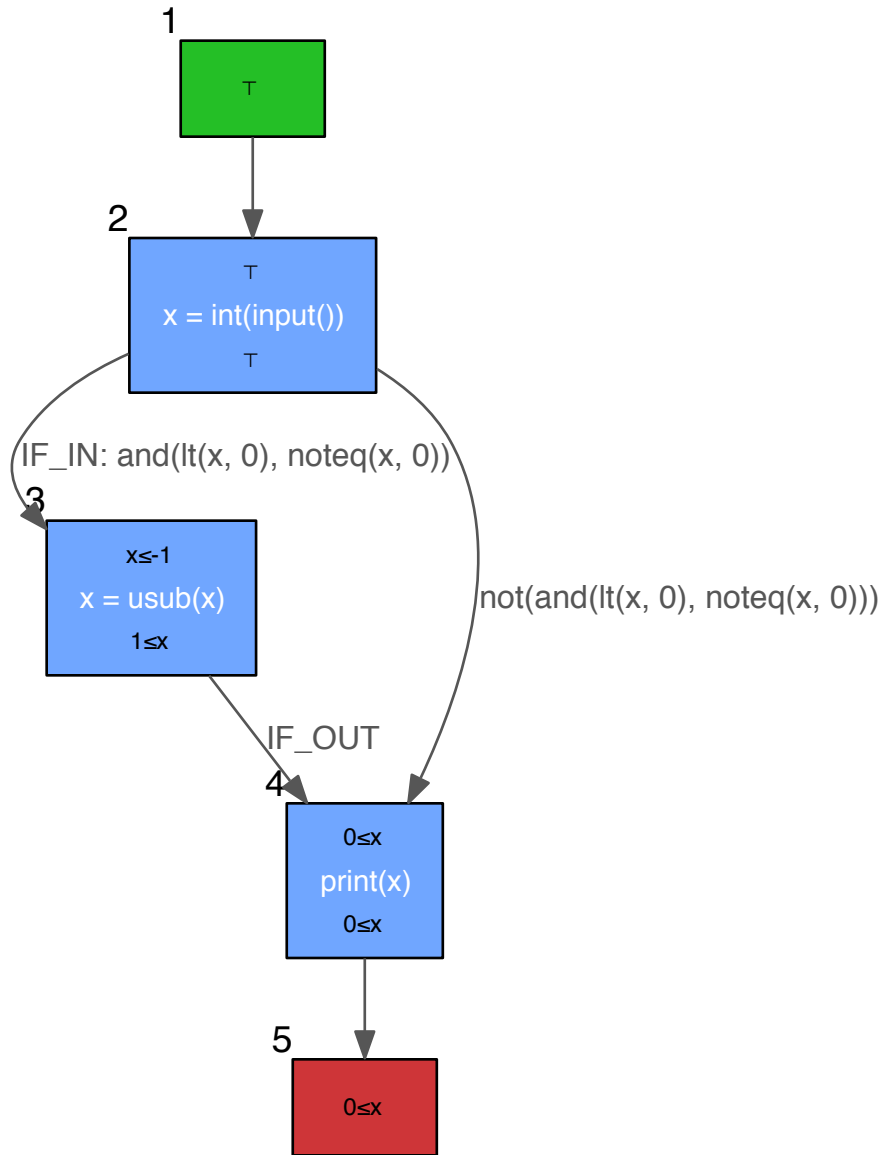 1
⊤
2
⊤
x = int(input())
⊤
IF_IN: and(lt(x, 0), noteq(x, 0))
3
x≤-1
x = usub(x)
1≤x
not(and(lt(x, 0), noteq(x, 0)))
IF_OUT
4
0≤x
print(x)
0≤x
5
0≤x